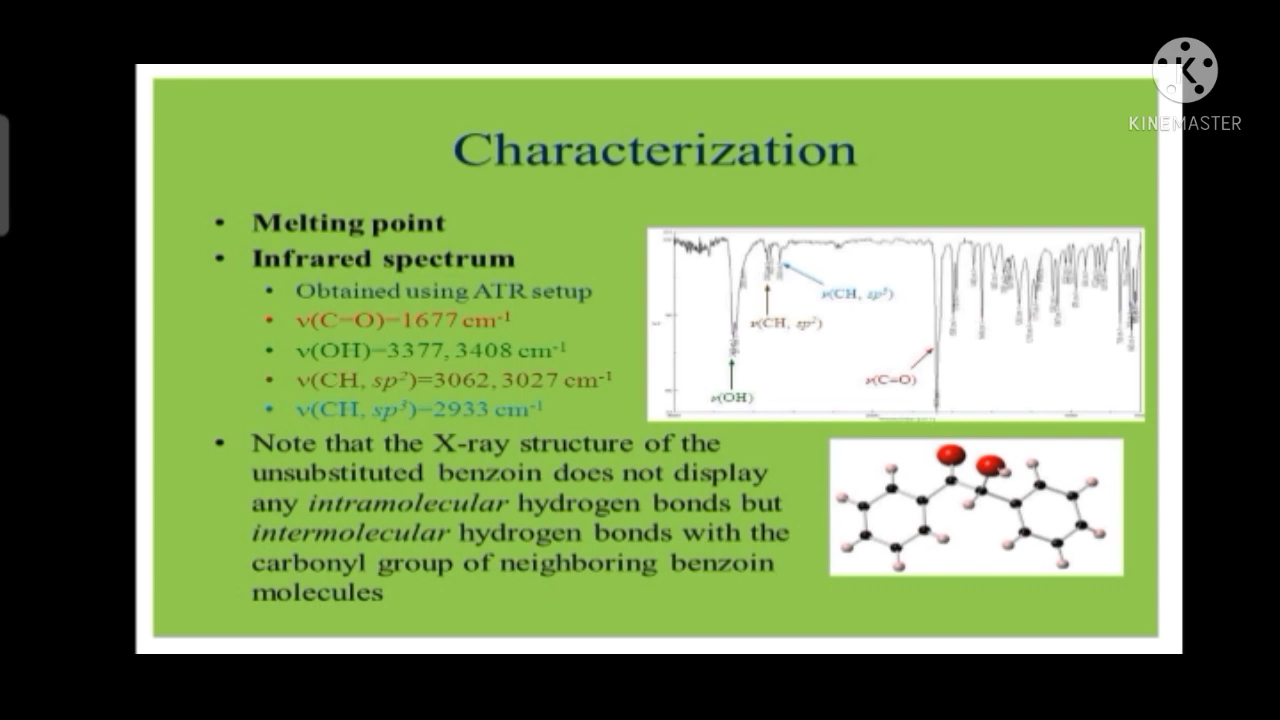 KINEMASTER
Characterization
• Melting point
• Infrared spectrum
• Obtained using ATR setup
• ν(C=O)=1677 cm⁻¹
• ν(OH)=3377, 3408 cm⁻¹
• ν(CH, sp²)=3062, 3027 cm⁻¹
• ν(CH, sp³)=2933 cm⁻¹
• Note that the X-ray structure of the
unsubstituted benzoin does not display
any intramolecular hydrogen bonds but
intermolecular hydrogen bonds with the
carbonyl group of neighboring benzoin
molecules
ν(CH, sp³)
ν(CH, sp²)
ν(C=O)
ν(OH)